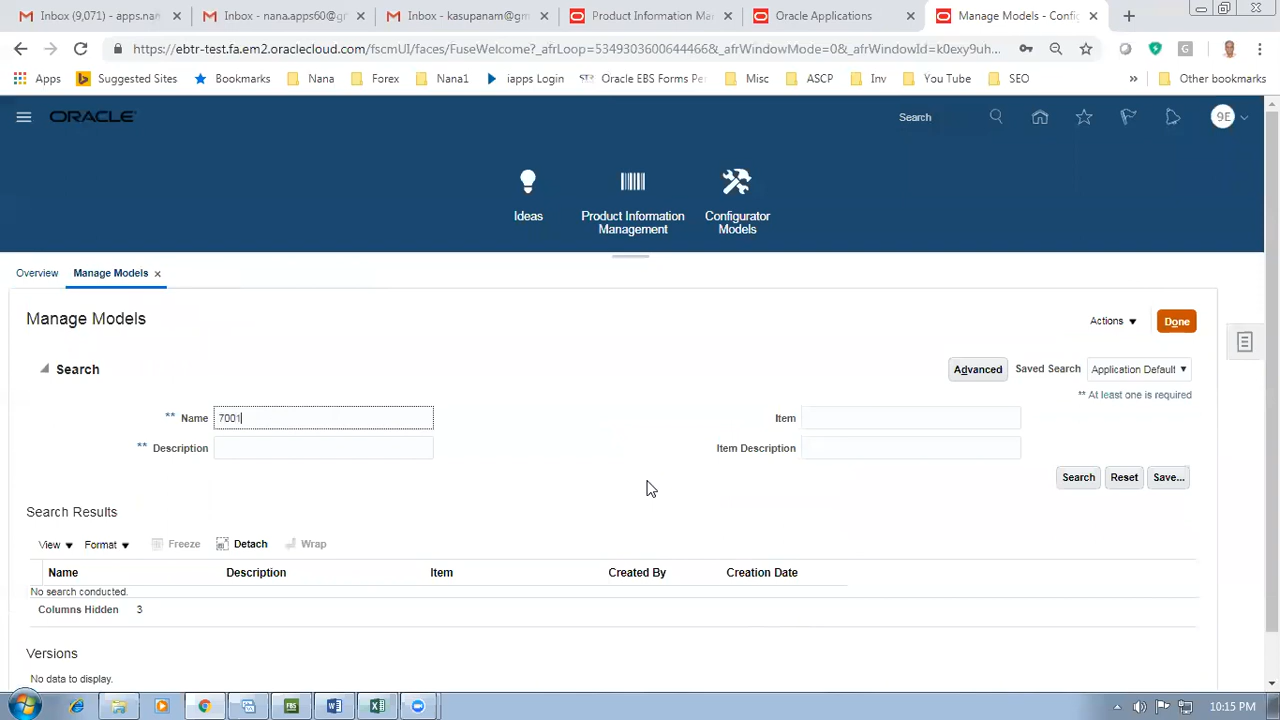 Inbox (9,071) - apps.na
Inbox - nana.apps00@g
Inbox - kasupanam@gm
Product Information M
Oracle Applications
Manage Models - Confi
https://ebtr-test.fa.em2.oraclecloud.com/fscmUI/faces/FuseWelcome?_afrLoop=53493036006444466&_afrWindowMode=0&_afrWindowId=k0exy9uh...
Apps
Suggested Sites
Bookmarks
Nana
Forex
Nana1
iapps Login
Oracle EBS Forms Pe
Misc
ASCP
Inv
You Tube
SEO
»
Other bookmarks
ORACLE
Search
9E
Ideas
Product Information
Management
Configurator
Models
Overview
Manage Models ×
Manage Models
Actions
Done
Search
Advanced
Saved Search
Application Default
** At least one is required
** Name 7001
Item
** Description
Item Description
Search
Reset
Save...
Search Results
View
Format
Freeze
Detach
Wrap
Name
Description
Item
Created By
Creation Date
No search conducted.
Columns Hidden 3
Versions
No data to display.
10:15 PM